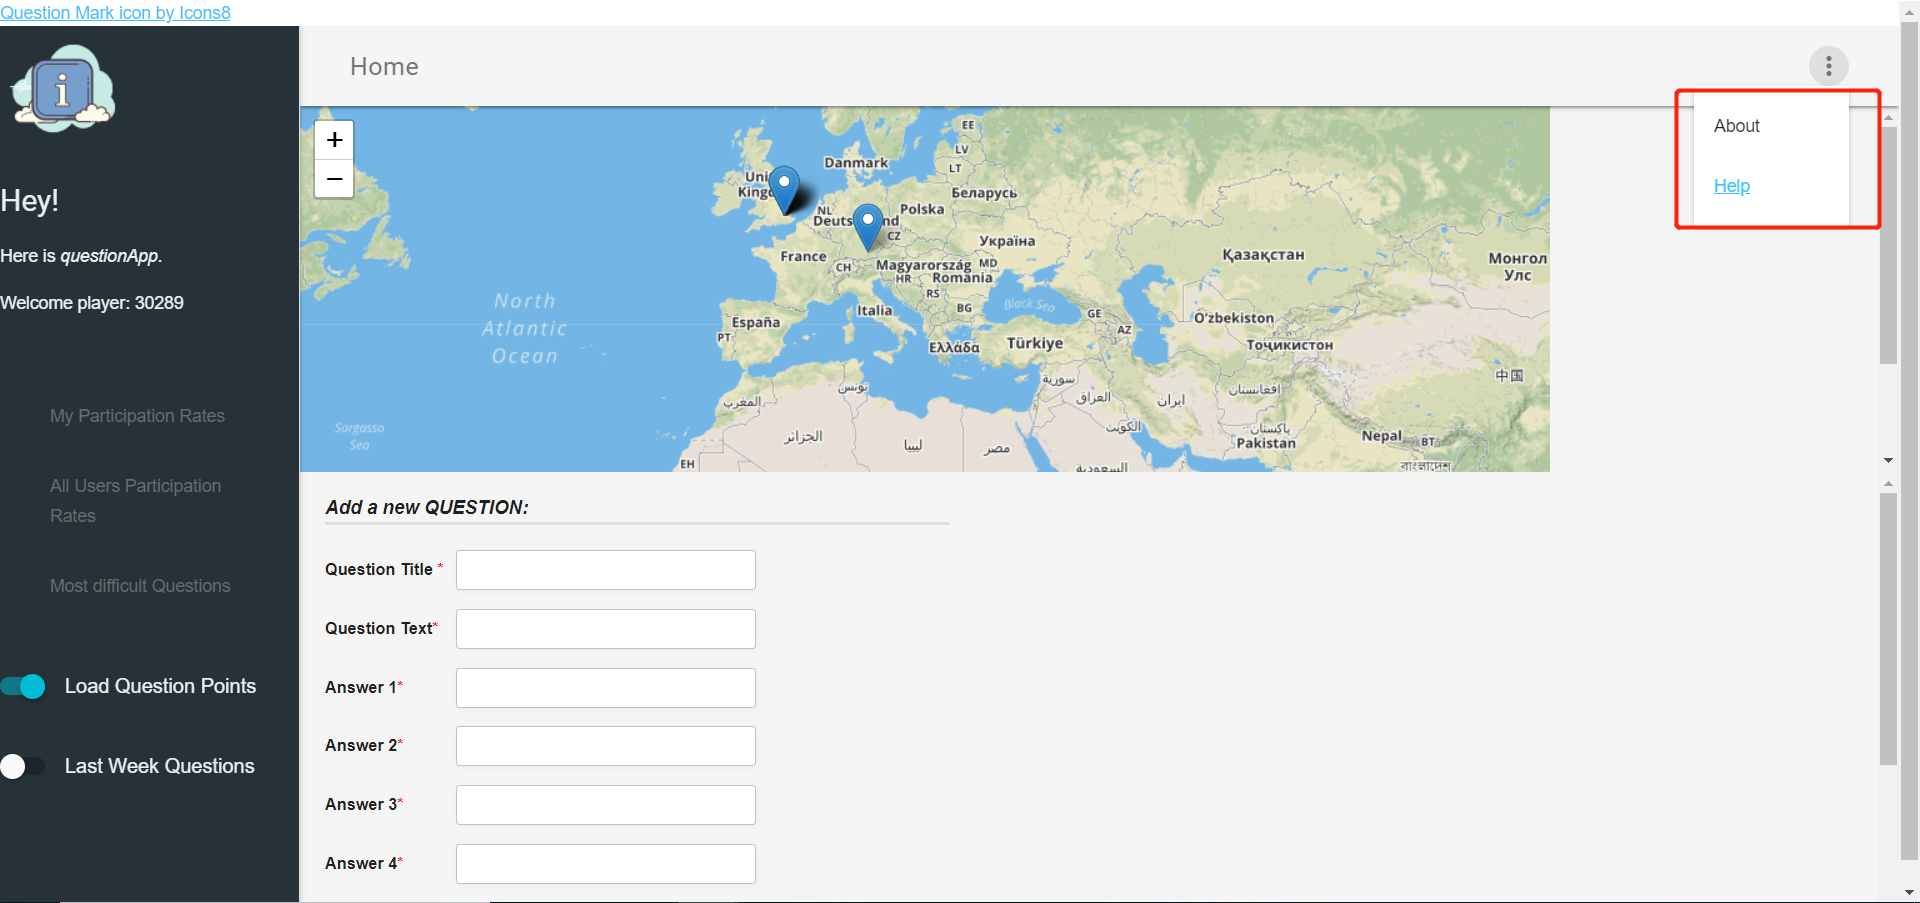 Question Mark icon by Icons8
Home
About
Help
Hey!
Here is questionApp.
Welcome player: 30289
My Participation Rates
All Users Participation
Rates
Most difficult Questions
Load Question Points
Last Week Questions
+
−
EE
LV
LT
Danmark
Беларусь
NL
Polska
CZ
Україна
France
CH
Magyarország
MD
HR
Romania
RS
BG
Italia
España
PT
Ελλάδα
Türkiye
Black Sea
GE
AZ
Қазақстан
Монгол
Улс
O'zbekiston
Тоҷикистон
中国
North
Atlantic
Ocean
Sargasso
Sea
تونس
المغرب
الجزائر
ليبيا
مصر
سورية
العراق
ایران
الكويت
السعودية
افغانستان
پاکستان
Pakistan
Nepal
BT
EH
Add a new QUESTION:
Question Title *
Question Text*
Answer 1*
Answer 2*
Answer 3*
Answer 4*